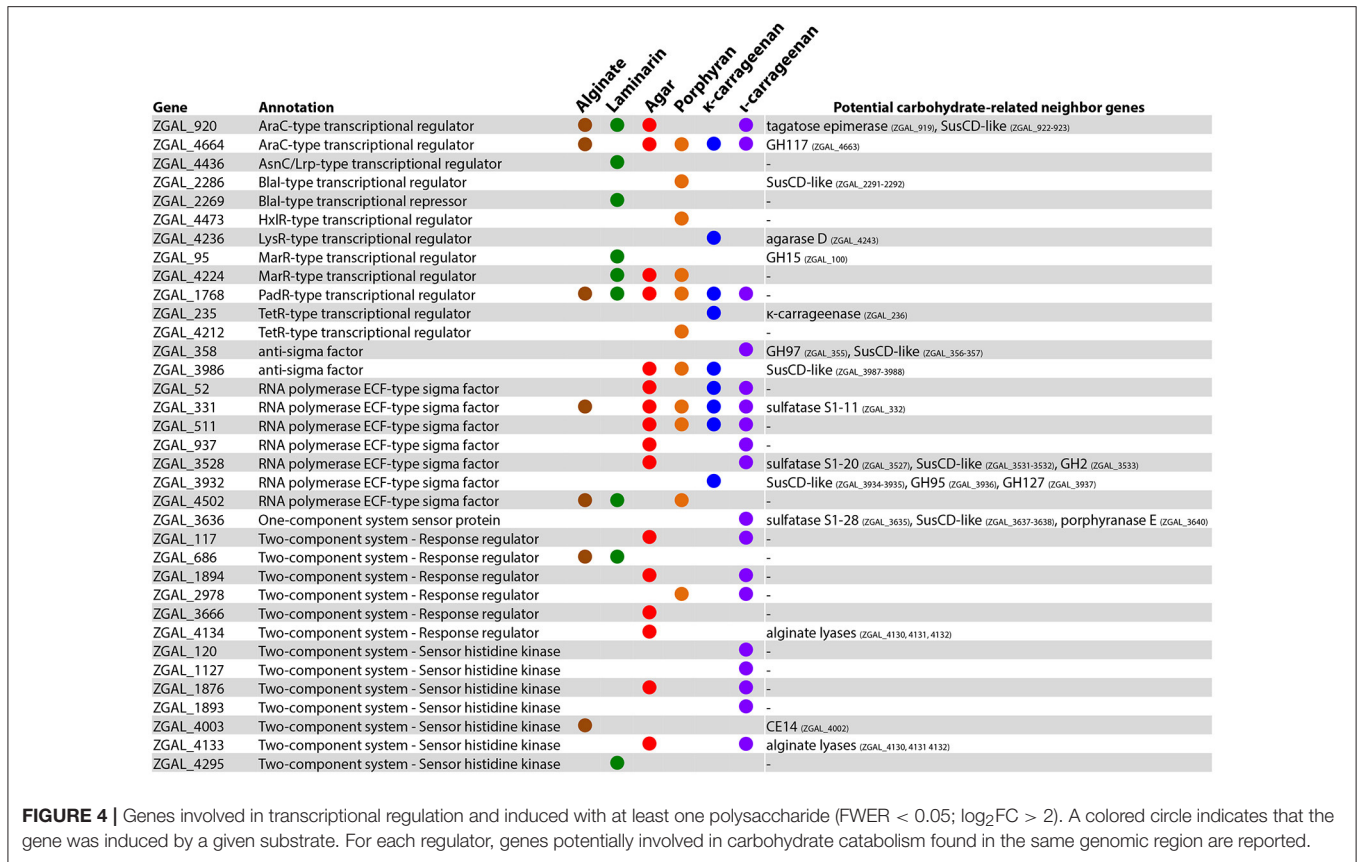 Alginate
Laminarin
Agar
Porphyran
κ-carrageenan
ι-carrageenan
Gene Annotation Potential carbohydrate-related neighbor genes
ZGAL_920 AraC-type transcriptional regulator tagatose epimerase (ZGAL_919), SusCD-like (ZGAL_922-923)
ZGAL_4664 AraC-type transcriptional regulator GH117 (ZGAL_4663)
ZGAL_4436 AsnC/Lrp-type transcriptional regulator -
ZGAL_2286 BlaI-type transcriptional regulator SusCD-like (ZGAL_2291-2292)
ZGAL_2269 BlaI-type transcriptional repressor -
ZGAL_4473 HxlR-type transcriptional regulator -
ZGAL_4236 LysR-type transcriptional regulator agarase D (ZGAL_4243)
ZGAL_95 MarR-type transcriptional regulator GH15 (ZGAL_100)
ZGAL_4224 MarR-type transcriptional regulator -
ZGAL_1768 PadR-type transcriptional regulator -
ZGAL_235 TetR-type transcriptional regulator κ-carrageenase (ZGAL_236)
ZGAL_4212 TetR-type transcriptional regulator -
ZGAL_358 anti-sigma factor GH97 (ZGAL_355), SusCD-like (ZGAL_356-357)
ZGAL_3986 anti-sigma factor SusCD-like (ZGAL_3987-3988)
ZGAL_52 RNA polymerase ECF-type sigma factor -
ZGAL_331 RNA polymerase ECF-type sigma factor sulfatase S1-11 (ZGAL_332)
ZGAL_511 RNA polymerase ECF-type sigma factor -
ZGAL_937 RNA polymerase ECF-type sigma factor -
ZGAL_3528 RNA polymerase ECF-type sigma factor sulfatase S1-20 (ZGAL_3527), SusCD-like (ZGAL_3531-3532), GH2 (ZGAL_3533)
ZGAL_3932 RNA polymerase ECF-type sigma factor SusCD-like (ZGAL_3934-3935), GH95 (ZGAL_3936), GH127 (ZGAL_3937)
ZGAL_4502 RNA polymerase ECF-type sigma factor -
ZGAL_3636 One-component system sensor protein sulfatase S1-28 (ZGAL_3635), SusCD-like (ZGAL_3637-3638), porphyranase E (ZGAL_3640)
ZGAL_117 Two-component system - Response regulator -
ZGAL_686 Two-component system - Response regulator -
ZGAL_1894 Two-component system - Response regulator -
ZGAL_2978 Two-component system - Response regulator -
ZGAL_3666 Two-component system - Response regulator -
ZGAL_4134 Two-component system - Response regulator alginate lyases (ZGAL_4130, 4131, 4132)
ZGAL_120 Two-component system - Sensor histidine kinase -
ZGAL_1127 Two-component system - Sensor histidine kinase -
ZGAL_1876 Two-component system - Sensor histidine kinase -
ZGAL_1893 Two-component system - Sensor histidine kinase -
ZGAL_4003 Two-component system - Sensor histidine kinase CE14 (ZGAL_4002)
ZGAL_4133 Two-component system - Sensor histidine kinase alginate lyases (ZGAL_4130, 4131 4132)
ZGAL_4295 Two-component system - Sensor histidine kinase -
FIGURE 4 | Genes involved in transcriptional regulation and induced with at least one polysaccharide (FWER < 0.05; log₂FC > 2). A colored circle indicates that the
gene was induced by a given substrate. For each regulator, genes potentially involved in carbohydrate catabolism found in the same genomic region are reported.